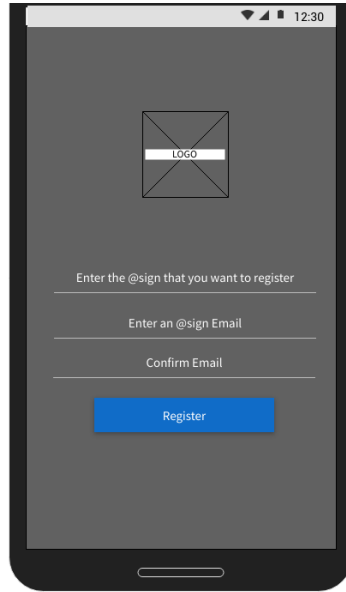 12:30
LOGO
Enter the @sign that you want to register
Enter an @sign Email
Confirm Email
Register